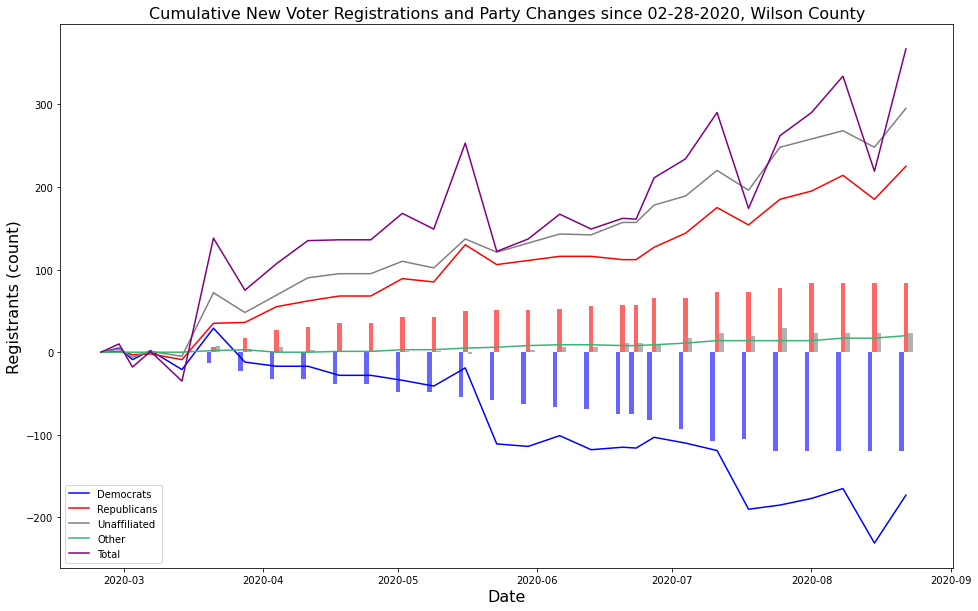 Cumulative New Voter Registrations and Party Changes since 02-28-2020, Wilson County
Registrants (count)
300
200
100
0
−100
−200
Democrats
Republicans
Unaffiliated
Other
Total
2020-03
2020-04
2020-05
2020-06
2020-07
2020-08
2020-09
Date